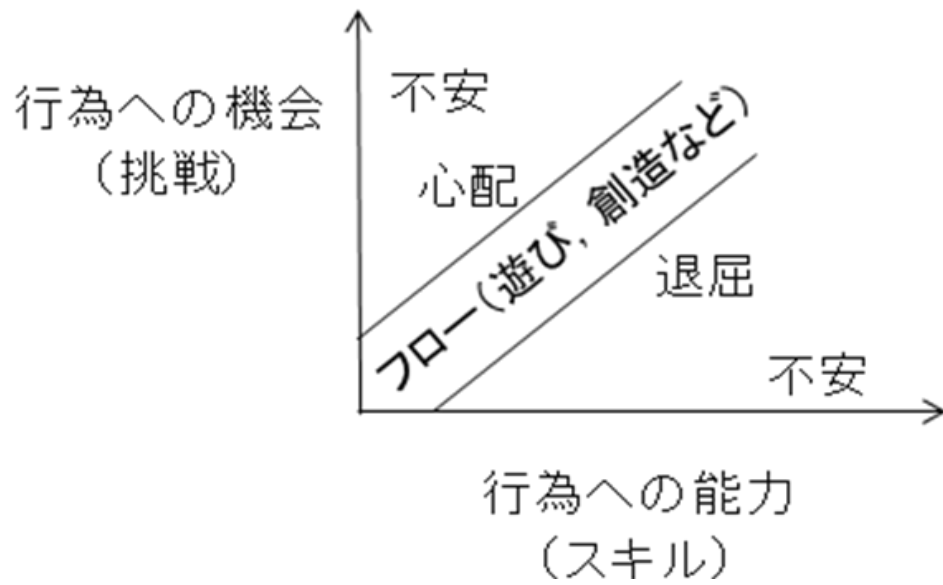 不安
行為への機会
(挑戦)
心配
フロー(遊び, 創造など)
退屈
不安
行為への能力
(スキル)